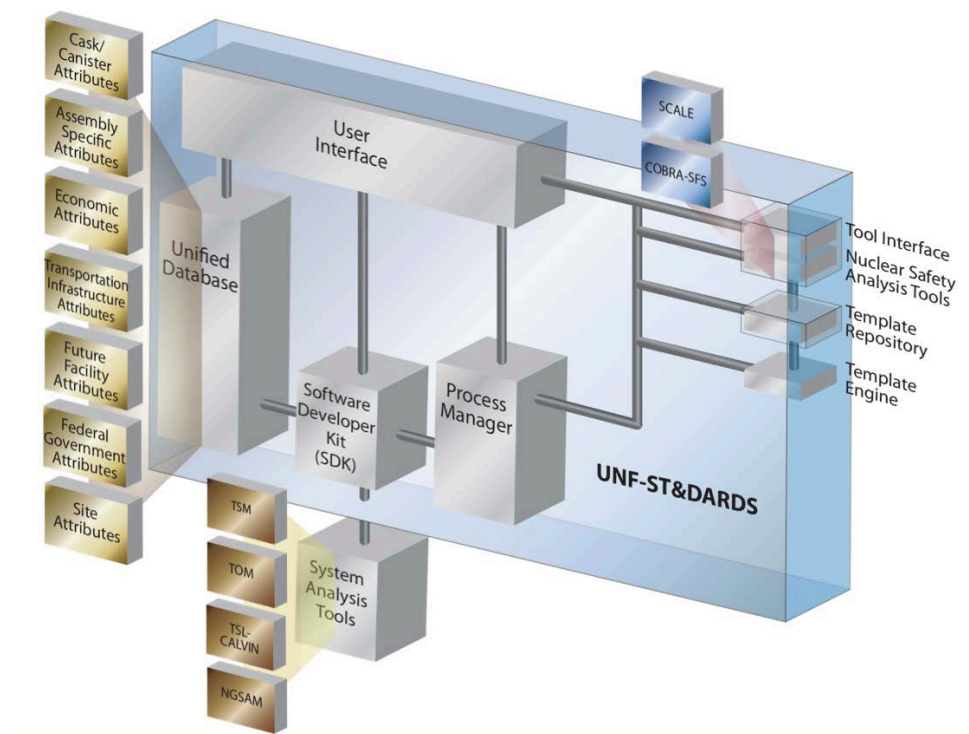 Cask/
Canister
Attributes
Assembly
Specific
Attributes
Economic
Attributes
Transportation
Infrastructure
Attributes
Future
Facility
Attributes
Federal
Government
Attributes
Site
Attributes
User
Interface
Unified
Database
Software
Developer
Kit
(SDK)
Process
Manager
SCALE
COBRA-SFS
Tool Interface
Nuclear Safety
Analysis Tools
Template
Repository
Template
Engine
UNF-ST&DARDS
TSM
TOM
TSL-
CALVIN
NGSAM
System
Analysis
Tools